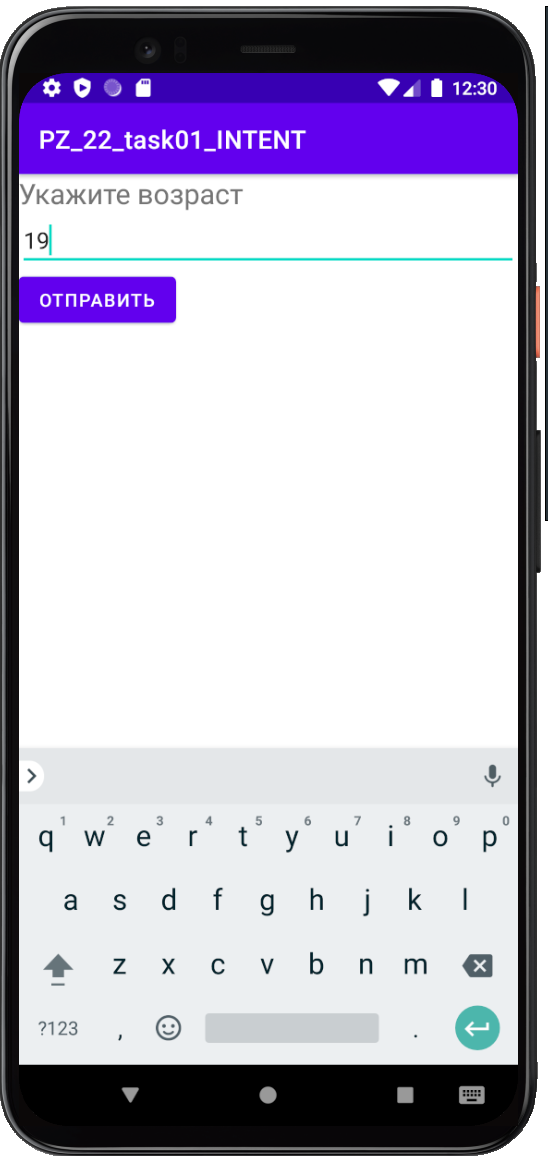 12:30
PZ_22_task01_INTENT
Укажите возраст
19
ОТПРАВИТЬ
1 2 3 4 5 6 7 8 9 0
q w e r t y u i o p
a s d f g h j k l
z x c v b n m
?123 , .